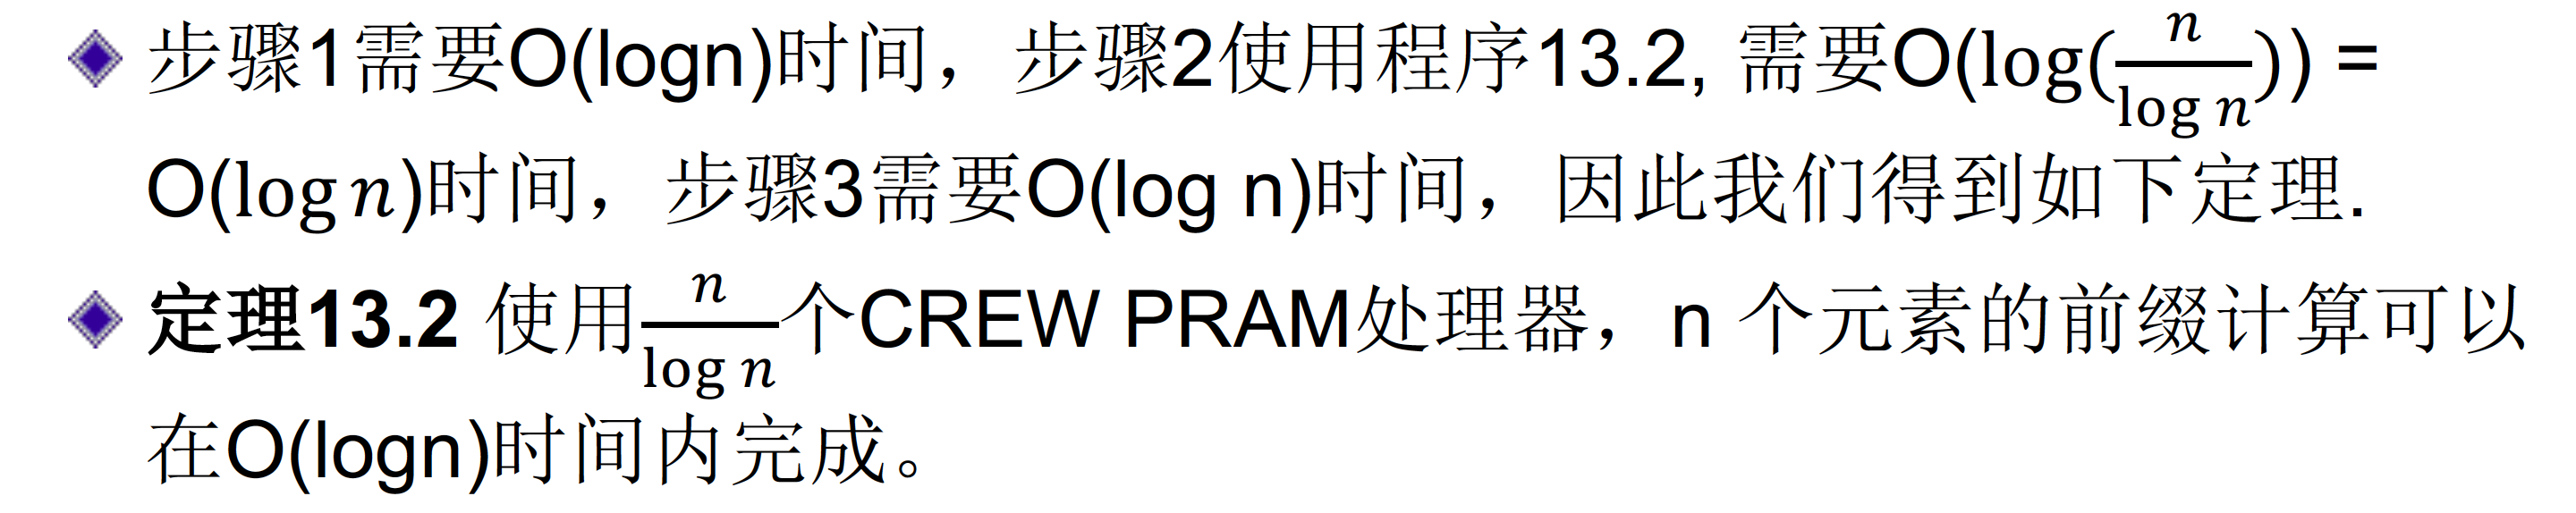 步骤1需要O(logn)时间，步骤2使用程序13.2, 需要O(log(n/log n)) =
O(log n)时间，步骤3需要O(log n)时间，因此我们得到如下定理.
定理13.2 使用n/log n个CREW PRAM处理器，n 个元素的前缀计算可以
在O(logn)时间内完成。